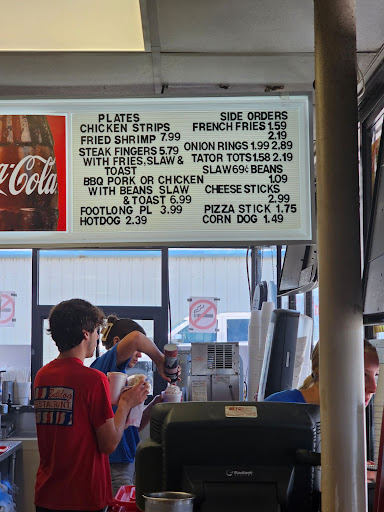 Coca-Cola
PLATES
CHICKEN STRIPS
FRIED SHRIMP 7.99
STEAK FINGERS 5.79
WITH FRIES, SLAW &
TOAST
BBQ PORK OR CHICKEN
WITH BEANS SLAW
& TOAST 6.99
FOOTLONG PL 3.99
HOTDOG 2.39
SIDE ORDERS
FRENCH FRIES 1.59
2.19
ONION RINGS 1.99 2.89
TATOR TOTS 1.58 2.19
SLAW 69¢ BEANS
1.09
CHEESE STICKS
2.99
PIZZA STICK 1.75
CORN DOG 1.49
RESTAURANT